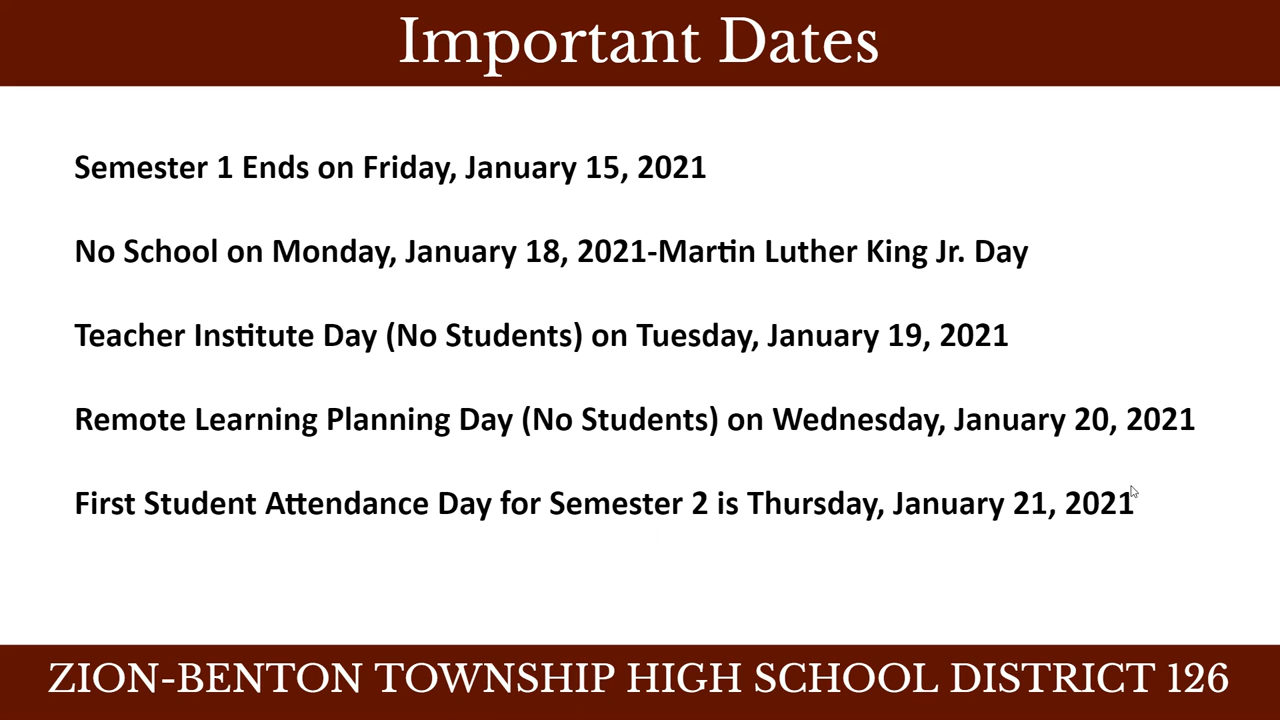 Important Dates
Semester 1 Ends on Friday, January 15, 2021
No School on Monday, January 18, 2021-Martin Luther King Jr. Day
Teacher Institute Day (No Students) on Tuesday, January 19, 2021
Remote Learning Planning Day (No Students) on Wednesday, January 20, 2021
First Student Attendance Day for Semester 2 is Thursday, January 21, 2021
ZION-BENTON TOWNSHIP HIGH SCHOOL DISTRICT 126